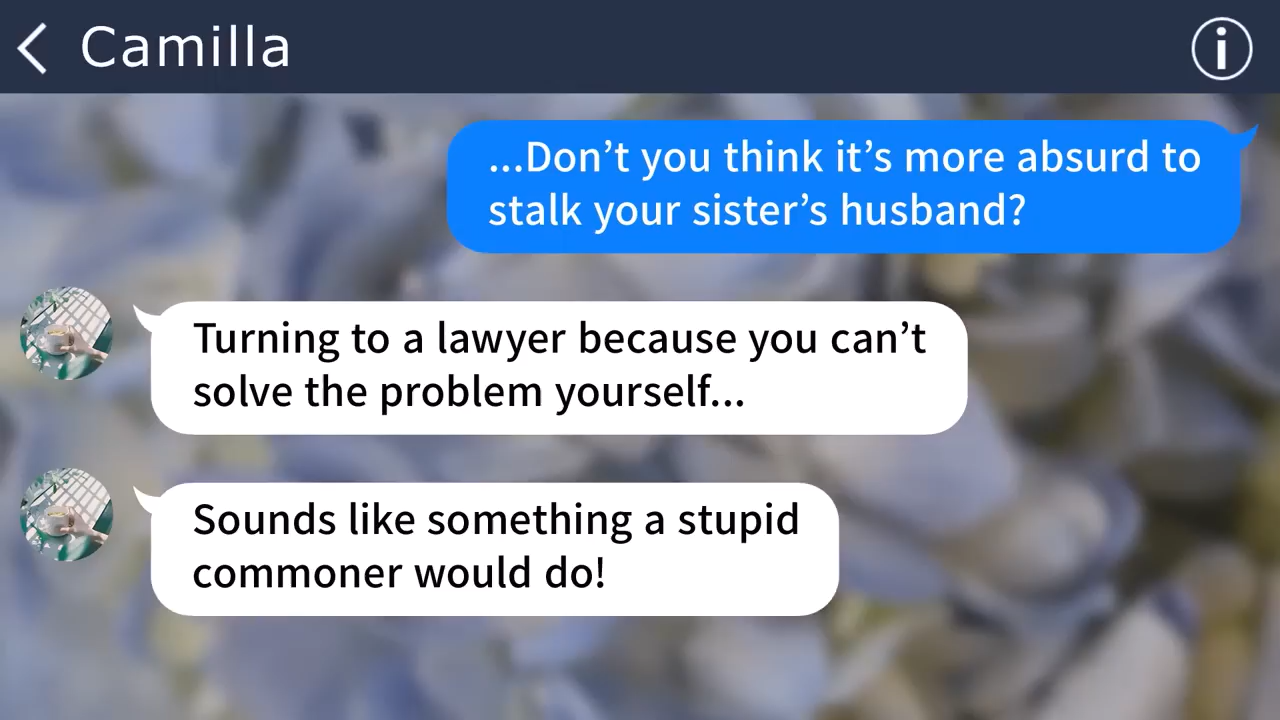 Camilla
...Don’t you think it’s more absurd to
stalk your sister’s husband?
Turning to a lawyer because you can’t
solve the problem yourself...
Sounds like something a stupid
commoner would do!